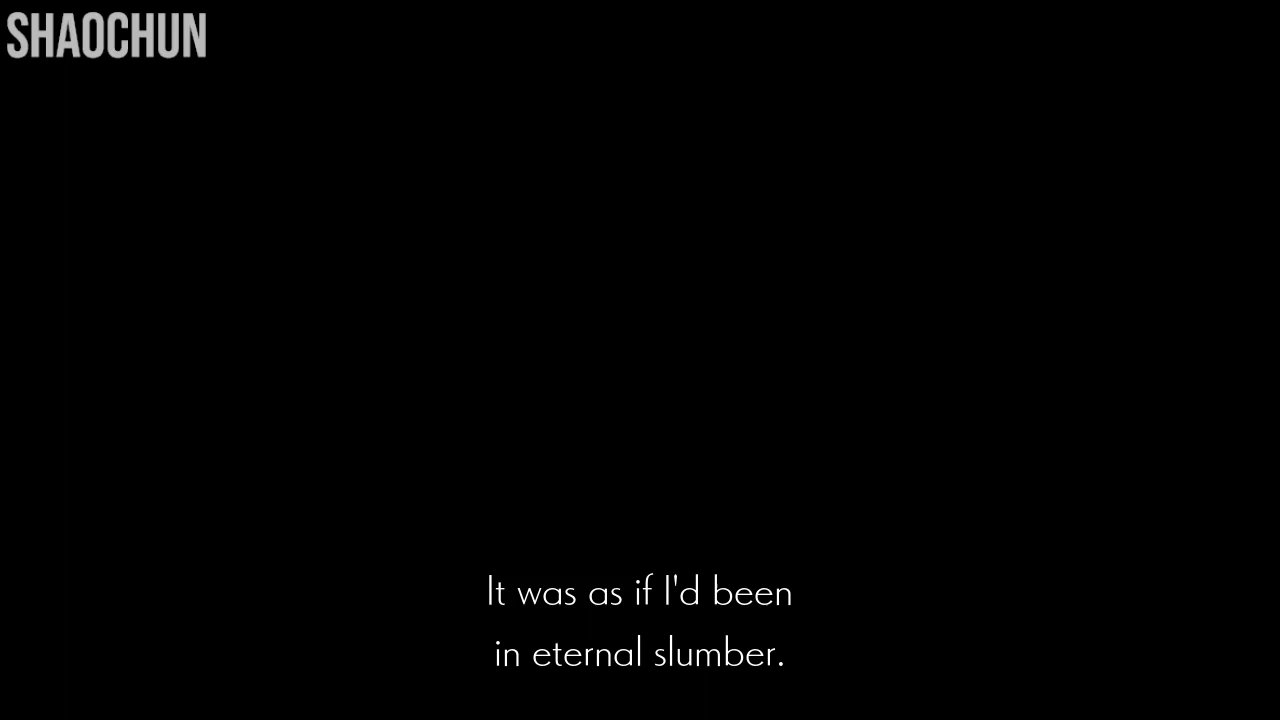 SHAOCHUN
It was as if I'd been
in eternal slumber.